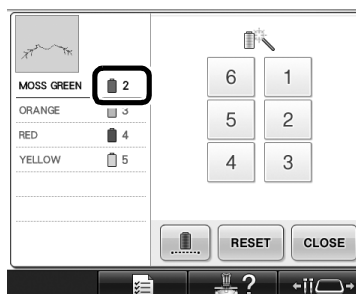 MOSS GREEN 2
ORANGE 3
RED 4
YELLOW 5
6 1
5 2
4 3
RESET CLOSE
?